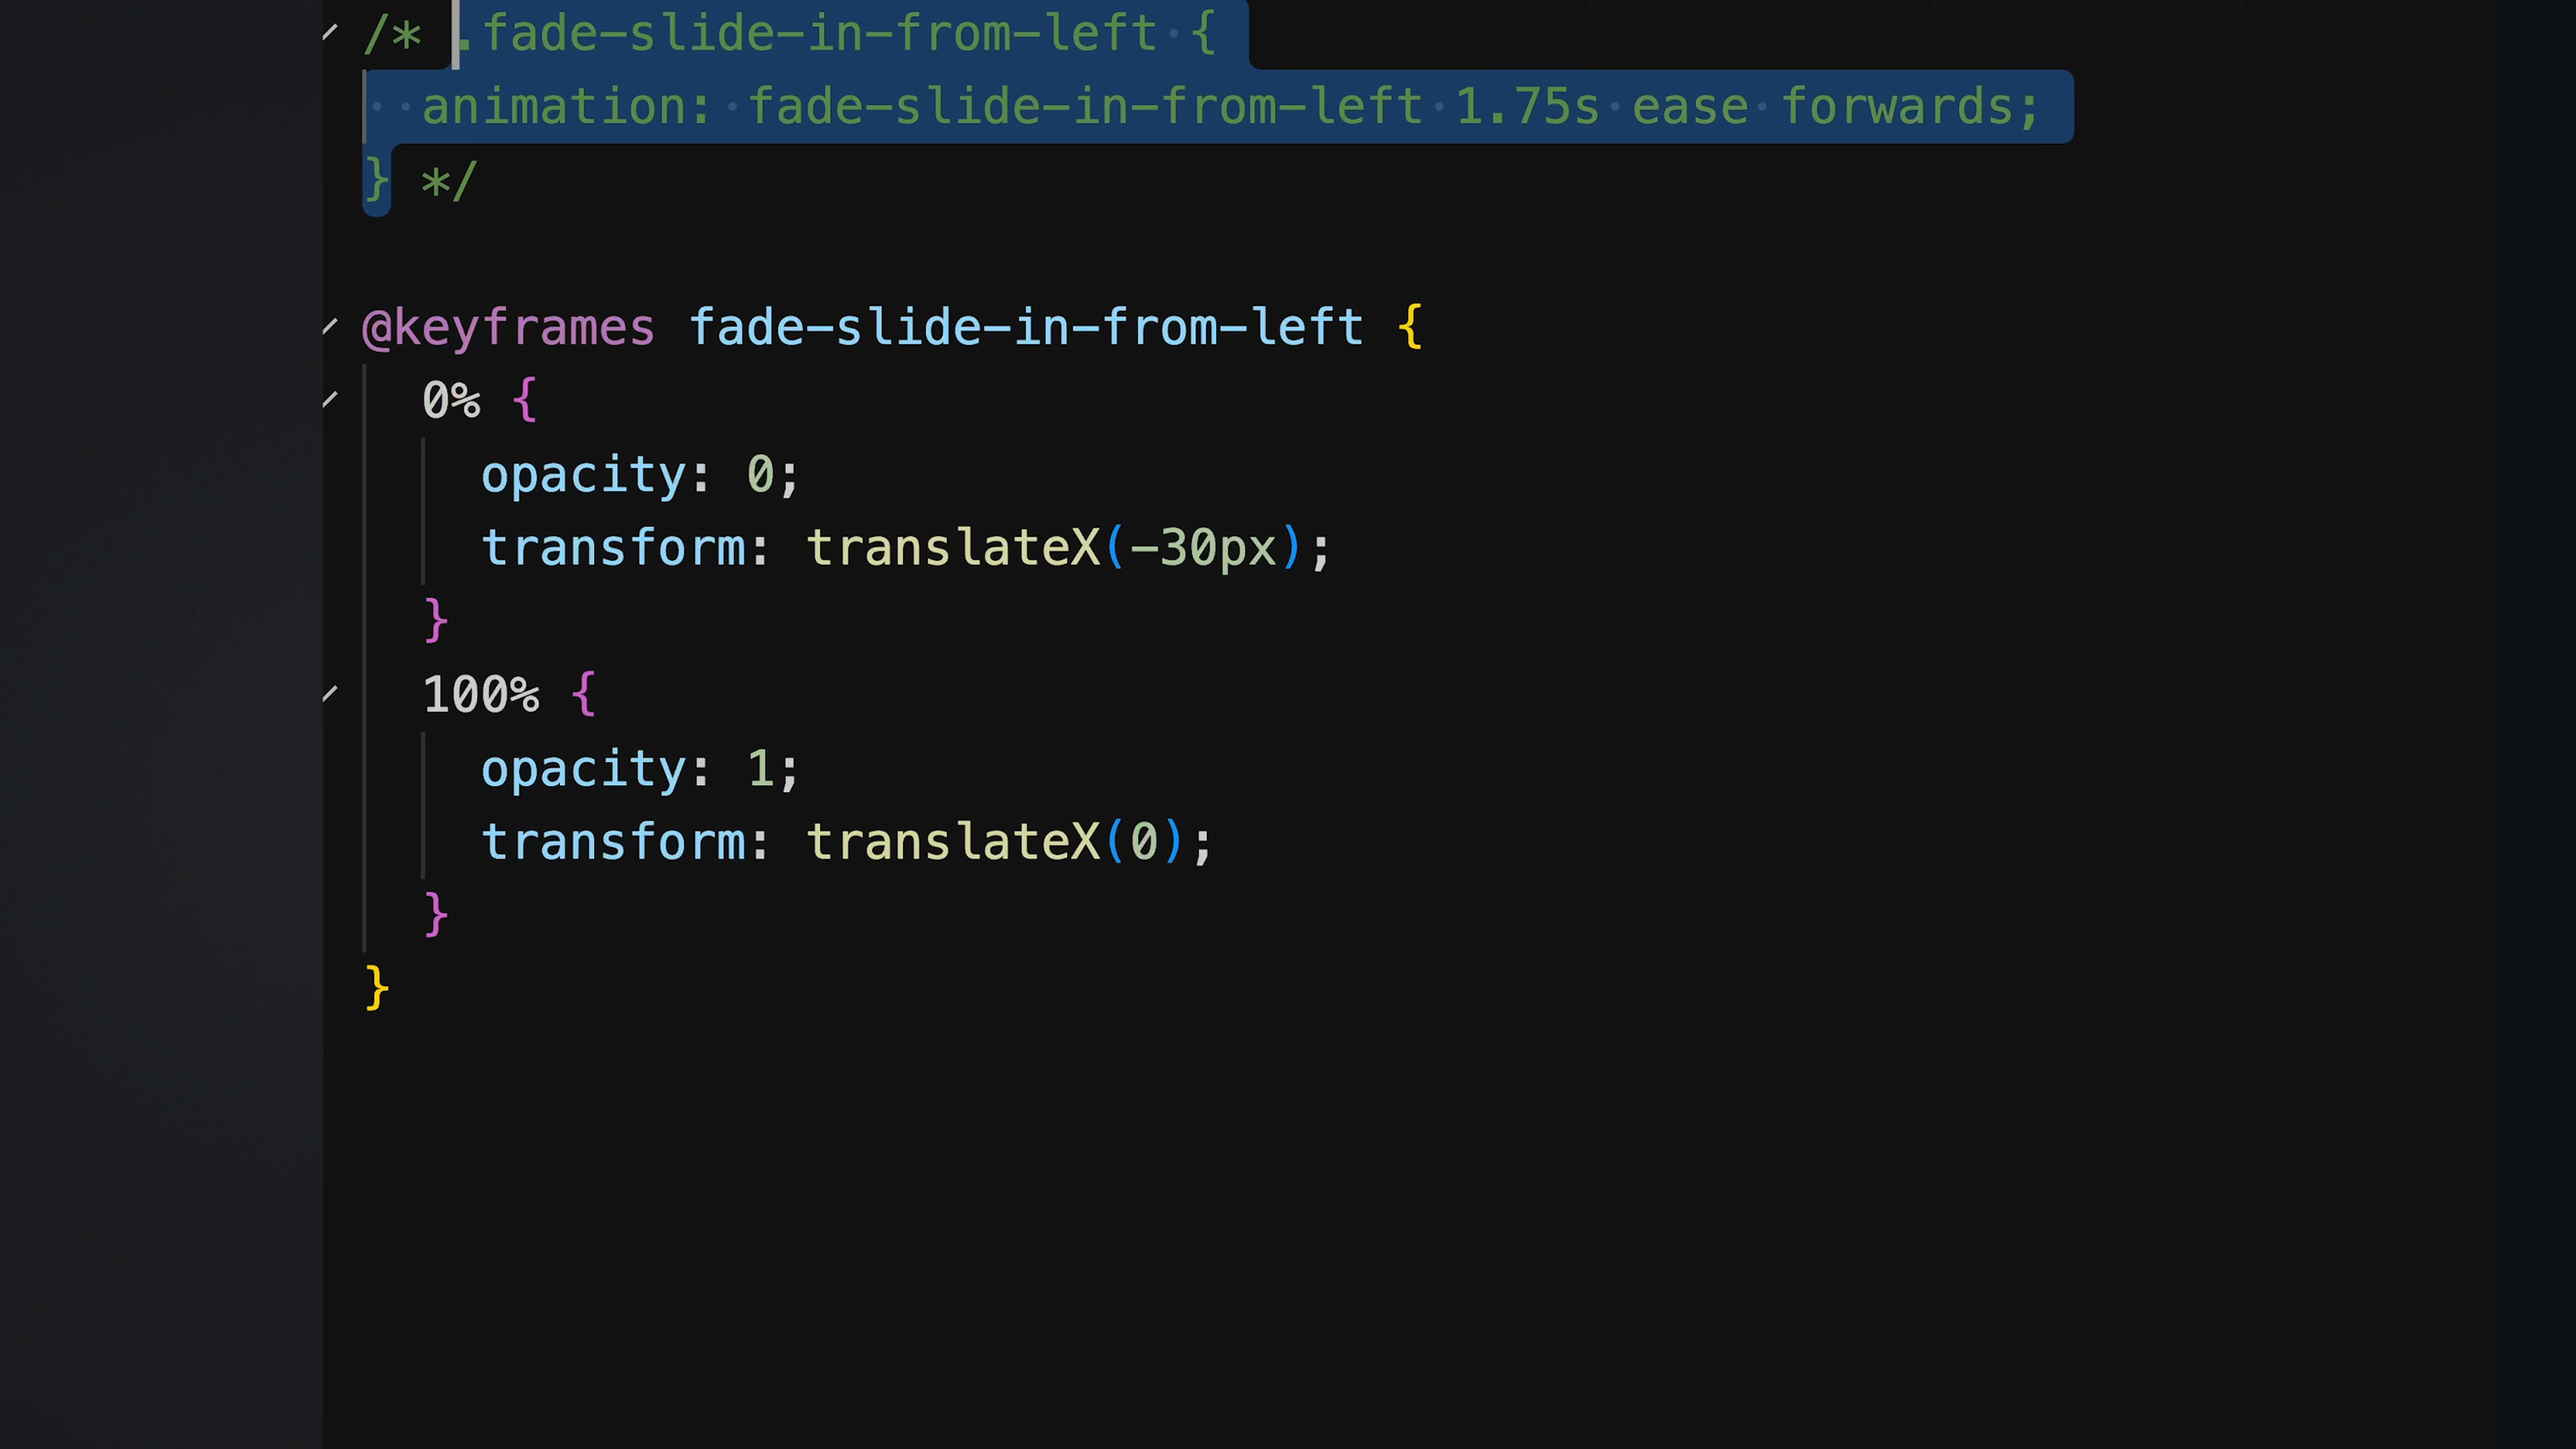 /* .fade-slide-in-from-left {
animation: fade-slide-in-from-left 1.75s ease forwards;
} */
@keyframes fade-slide-in-from-left {
0% {
opacity: 0;
transform: translateX(-30px);
}
100% {
opacity: 1;
transform: translateX(0);
}
}